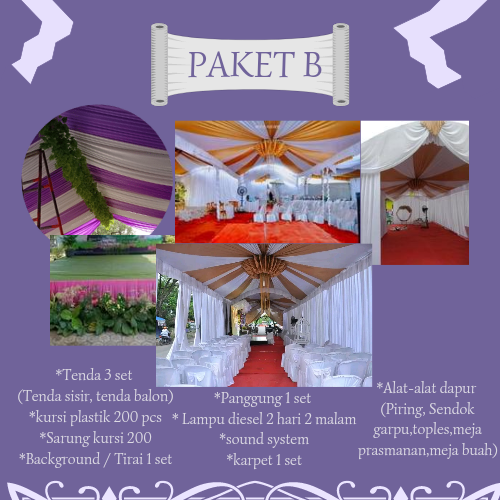 PAKET B
*Tenda 3 set
(Tenda sisir, tenda balon)
*kursi plastik 200 pcs
*Sarung kursi 200
*Background / Tirai 1 set
*Panggung 1 set
* Lampu diesel 2 hari 2 malam
*sound system
*karpet 1 set
*Alat-alat dapur
(Piring, Sendok
garpu,toples,meja
prasmanan,meja buah)